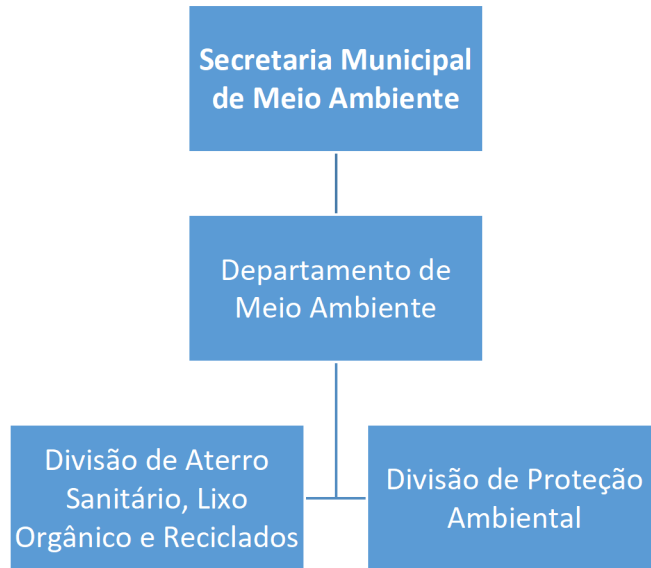 Secretaria Municipal
de Meio Ambiente
Departamento de
Meio Ambiente
Divisão de Aterro
Sanitário, Lixo
Orgânico e Reciclados
Divisão de Proteção
Ambiental